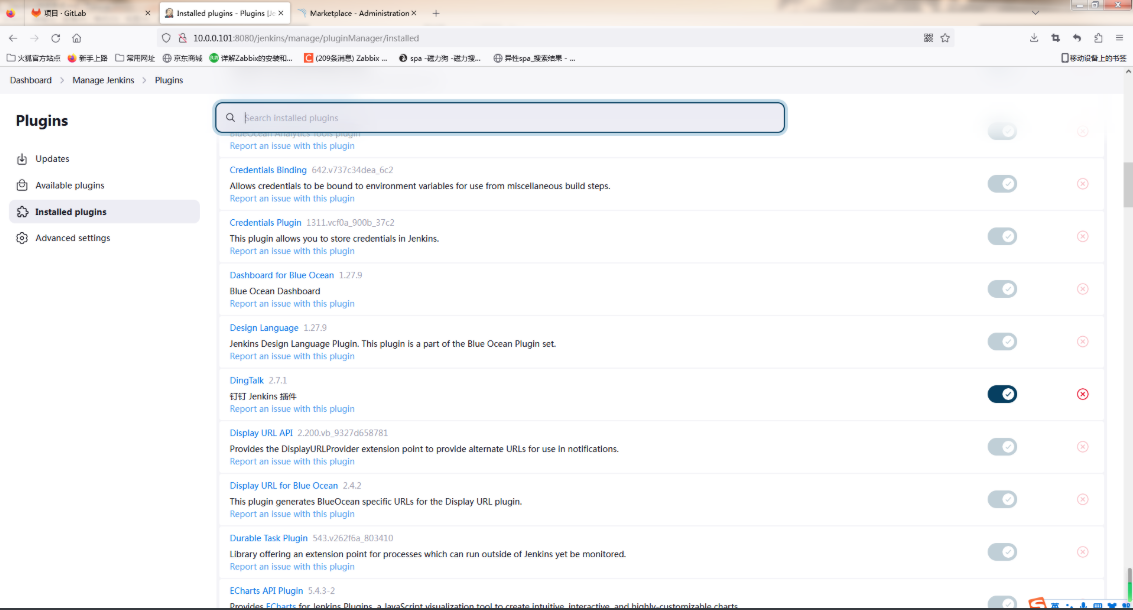 项目 · GitLab
Installed plugins - Plugins [Je
Marketplace - Administration
10.0.0.101:8080/jenkins/manage/pluginManager/installed
火狐官方站点 新手上路 常用网址 京东商城 详解Zabbix的安装和... (209条消息) Zabbix ... spa -磁力狗 -磁力搜... 异性spa_搜索结果 - ... 移动设备上的书签
Dashboard > Manage Jenkins > Plugins
Plugins
Updates
Available plugins
Installed plugins
Advanced settings
Search installed plugins
BlueOcean Analytics Tools plugin
Report an issue with this plugin
Credentials Binding 642.v737c34dea_6c2
Allows credentials to be bound to environment variables for use from miscellaneous build steps.
Report an issue with this plugin
Credentials Plugin 1311.vcf0a_900b_37c2
This plugin allows you to store credentials in Jenkins.
Report an issue with this plugin
Dashboard for Blue Ocean 1.27.9
Blue Ocean Dashboard
Report an issue with this plugin
Design Language 1.27.9
Jenkins Design Language Plugin. This plugin is a part of the Blue Ocean Plugin set.
Report an issue with this plugin
DingTalk 2.7.1
钉钉 Jenkins 插件
Report an issue with this plugin
Display URL API 2.200.vb_9327d658781
Provides the DisplayURLProvider extension point to provide alternate URLs for use in notifications.
Report an issue with this plugin
Display URL for Blue Ocean 2.4.2
This plugin generates BlueOcean specific URLs for the Display URL plugin.
Report an issue with this plugin
Durable Task Plugin 543.v262f6a_803410
Library offering an extension point for processes which can run outside of Jenkins yet be monitored.
Report an issue with this plugin
ECharts API Plugin 5.4.3-2
Provides ECharts for Jenkins Plugins, a JavaScript visualization tool to create intuitive, interactive, and highly-customizable charts.
英